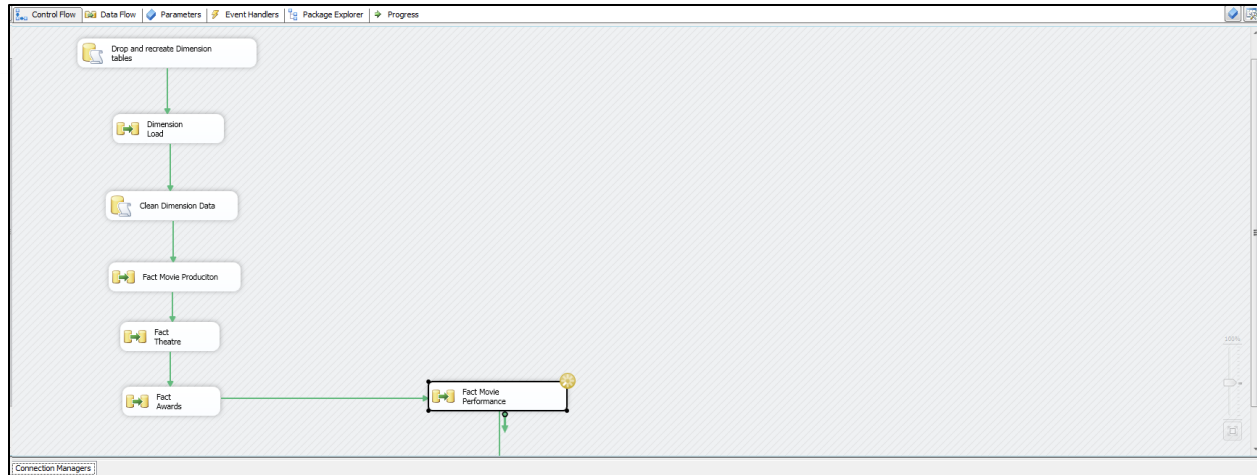 Control Flow Data Flow Parameters Event Handlers Package Explorer Progress
Drop and recreate Dimension
tables
Dimension
Load
Clean Dimension Data
Fact Movie Produciton
Fact
Theatre
Fact
Awards
Fact Movie
Performance
100%
Connection Managers